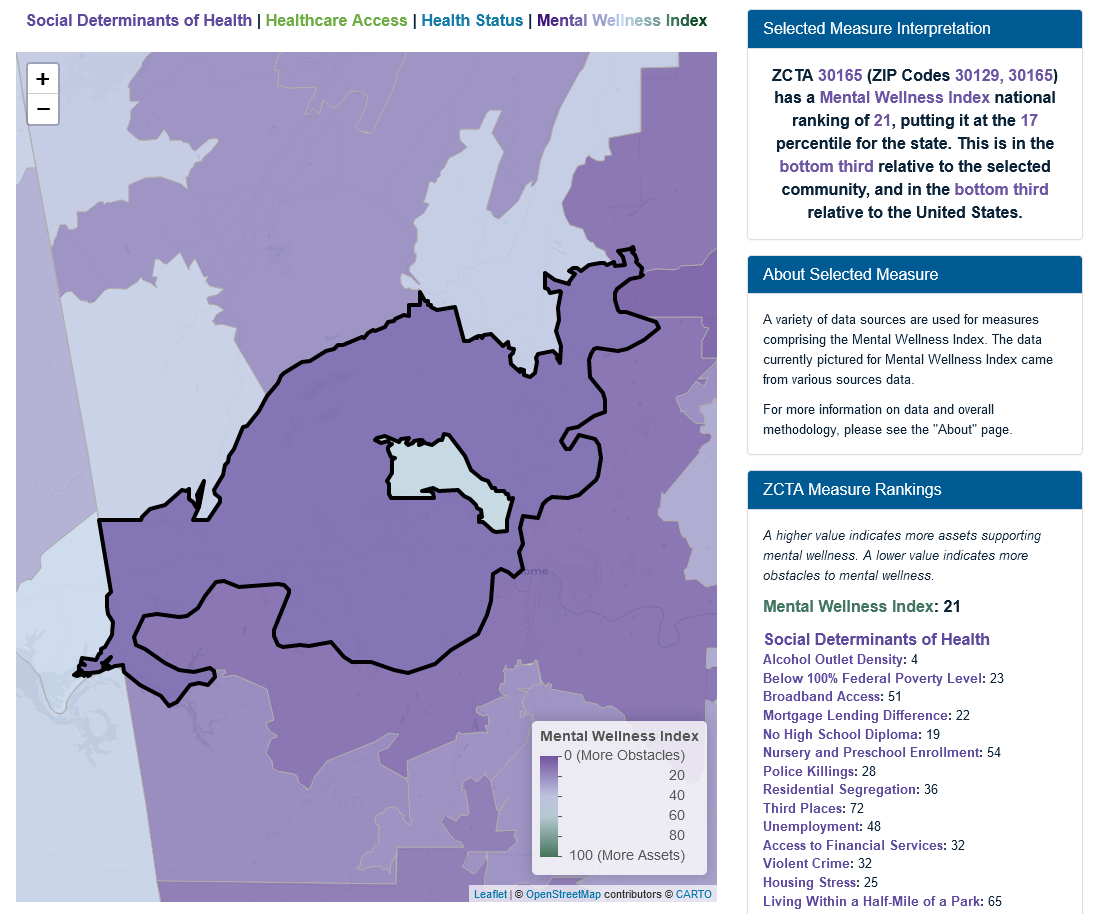 Social Determinants of Health | Healthcare Access | Health Status | Mental Wellness Index
+
−
ome
Mental Wellness Index
0 (More Obstacles)
20
40
60
80
100 (More Assets)
Leaflet | © OpenStreetMap contributors © CARTO
Selected Measure Interpretation
ZCTA 30165 (ZIP Codes 30129, 30165)
has a Mental Wellness Index national
ranking of 21, putting it at the 17
percentile for the state. This is in the
bottom third relative to the selected
community, and in the bottom third
relative to the United States.
About Selected Measure
A variety of data sources are used for measures
comprising the Mental Wellness Index. The data
currently pictured for Mental Wellness Index came
from various sources data.
For more information on data and overall
methodology, please see the "About" page.
ZCTA Measure Rankings
A higher value indicates more assets supporting
mental wellness. A lower value indicates more
obstacles to mental wellness.
Mental Wellness Index: 21
Social Determinants of Health
Alcohol Outlet Density: 4
Below 100% Federal Poverty Level: 23
Broadband Access: 51
Mortgage Lending Difference: 22
No High School Diploma: 19
Nursery and Preschool Enrollment: 54
Police Killings: 28
Residential Segregation: 36
Third Places: 72
Unemployment: 48
Access to Financial Services: 32
Violent Crime: 32
Housing Stress: 25
Living Within a Half-Mile of a Park: 65